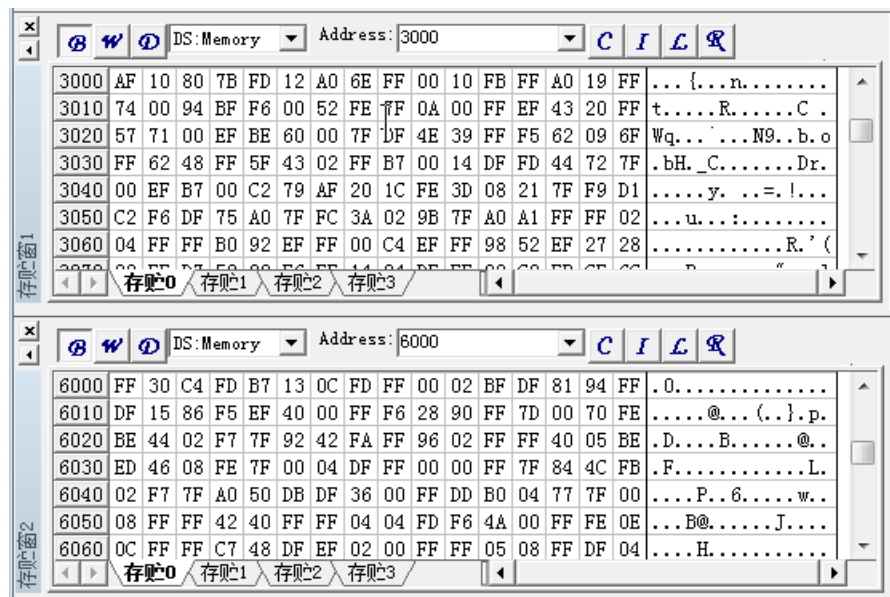 B W D DS:Memory Address: 3000 C I L R
3000 AF 10 80 7B FD 12 A0 6E FF 00 10 FB FF A0 19 FF ...{...n........
3010 74 00 94 BF F6 00 52 FE FF 0A 00 FF EF 43 20 FF t.....R......C .
3020 57 71 00 EF BE 60 00 7F DF 4E 39 FF F5 62 09 6F Wq...`...N9..b.o
3030 FF 62 48 FF 5F 43 02 FF B7 00 14 DF FD 44 72 7F .bH._C.......Dr.
3040 00 EF B7 00 C2 79 AF 20 1C FE 3D 08 21 7F F9 D1 .....y. ..=.!...
3050 C2 F6 DF 75 A0 7F FC 3A 02 9B 7F A0 A1 FF FF 02 ...u...:........
3060 04 FF FF B0 92 EF FF 00 C4 EF FF 98 52 EF 27 28 ............R.'(
存贮0 存贮1 存贮2 存贮3
存贮窗1
B W D DS:Memory Address: 6000 C I L R
6000 FF 30 C4 FD B7 13 0C FD FF 00 02 BF DF 81 94 FF .0..............
6010 DF 15 86 F5 EF 40 00 FF F6 28 90 FF 7D 00 70 FE .....@...(..}.p.
6020 BE 44 02 F7 7F 92 42 FA FF 96 02 FF FF 40 05 BE .D....B......@..
6030 ED 46 08 FE 7F 00 04 DF FF 00 00 FF 7F 84 4C FB .F............L.
6040 02 F7 7F A0 50 DB DF 36 00 FF DD B0 04 77 7F 00 ....P..6.....w..
6050 08 FF FF 42 40 FF FF 04 04 FD F6 4A 00 FF FE 0E ...B@......J....
6060 0C FF FF C7 48 DF EF 02 00 FF FF 05 08 FF DF 04 ....H...........
存贮0 存贮1 存贮2 存贮3
存贮窗2